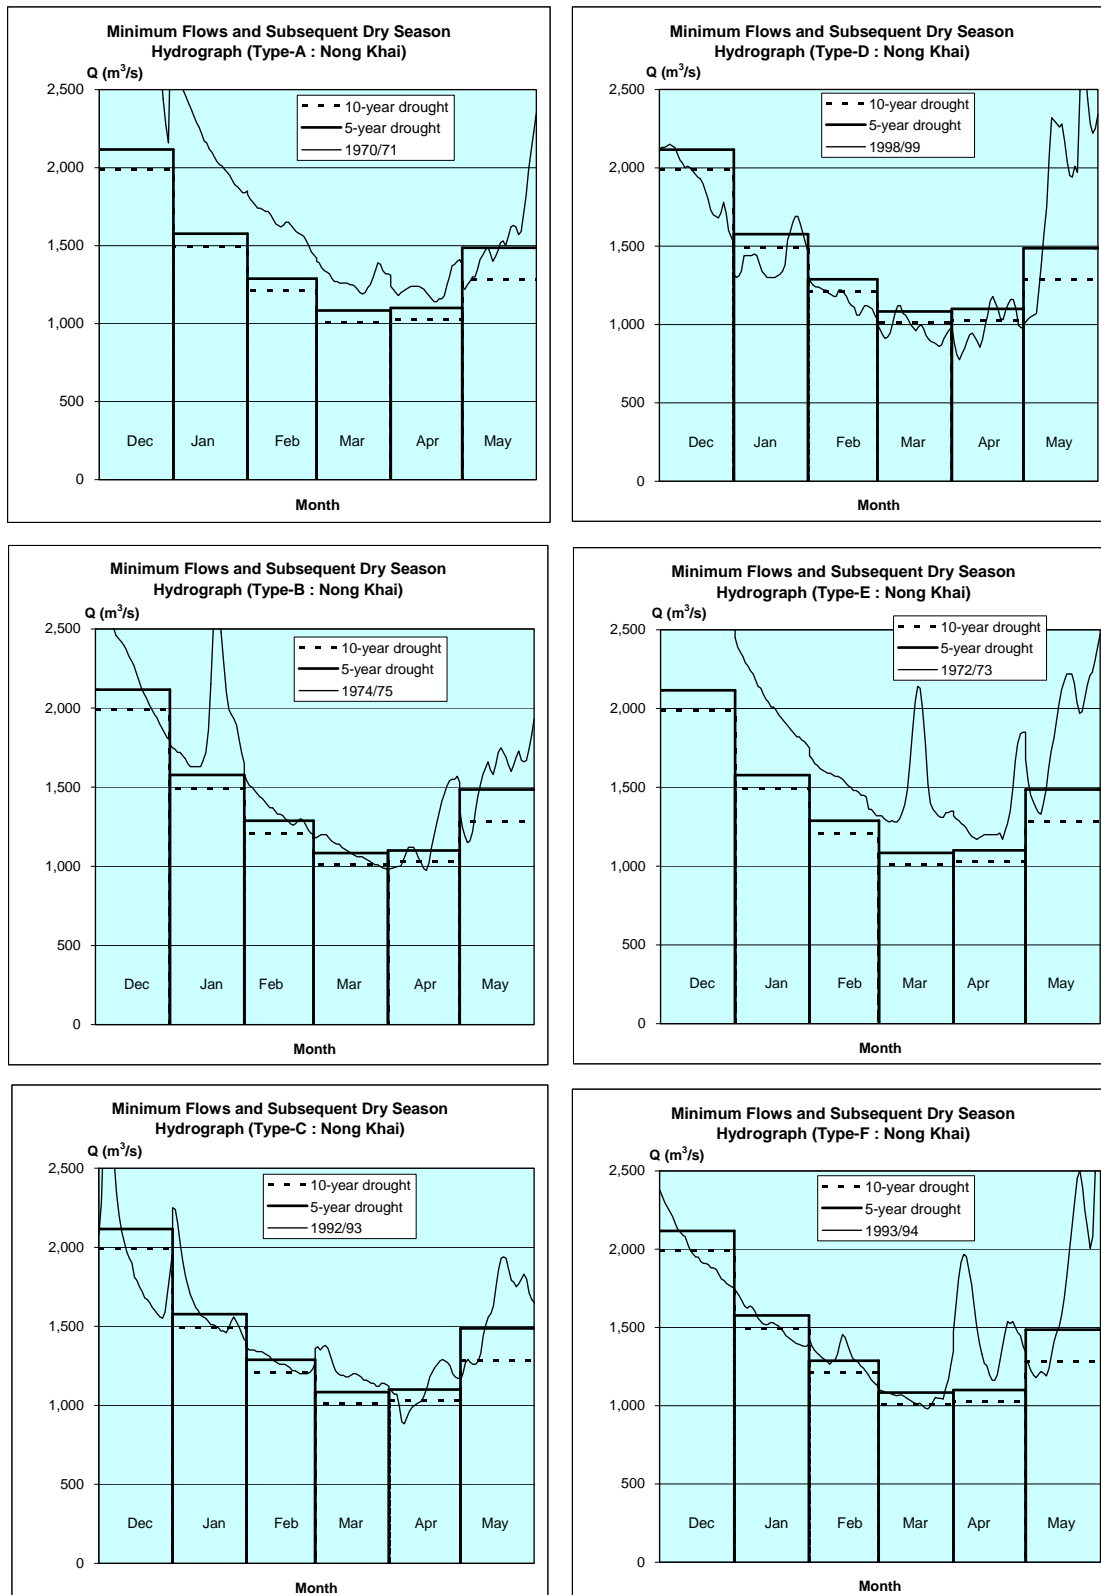 Minimum Flows and Subsequent Dry Season
Hydrograph (Type-A : Nong Khai)
Q (m³/s)
2,500
2,000
1,500
1,000
500
0
10-year drought
5-year drought
1970/71
Dec Jan Feb Mar Apr May
Month
Minimum Flows and Subsequent Dry Season
Hydrograph (Type-D : Nong Khai)
Q (m³/s)
2,500
2,000
1,500
1,000
500
0
10-year drought
5-year drought
1998/99
Dec Jan Feb Mar Apr May
Month
Minimum Flows and Subsequent Dry Season
Hydrograph (Type-B : Nong Khai)
Q (m³/s)
2,500
2,000
1,500
1,000
500
0
10-year drought
5-year drought
1974/75
Dec Jan Feb Mar Apr May
Month
Minimum Flows and Subsequent Dry Season
Hydrograph (Type-E : Nong Khai)
Q (m³/s)
2,500
2,000
1,500
1,000
500
0
10-year drought
5-year drought
1972/73
Dec Jan Feb Mar Apr May
Month
Minimum Flows and Subsequent Dry Season
Hydrograph (Type-C : Nong Khai)
Q (m³/s)
2,500
2,000
1,500
1,000
500
0
10-year drought
5-year drought
1992/93
Dec Jan Feb Mar Apr May
Month
Minimum Flows and Subsequent Dry Season
Hydrograph (Type-F : Nong Khai)
Q (m³/s)
2,500
2,000
1,500
1,000
500
0
10-year drought
5-year drought
1993/94
Dec Jan Feb Mar Apr May
Month